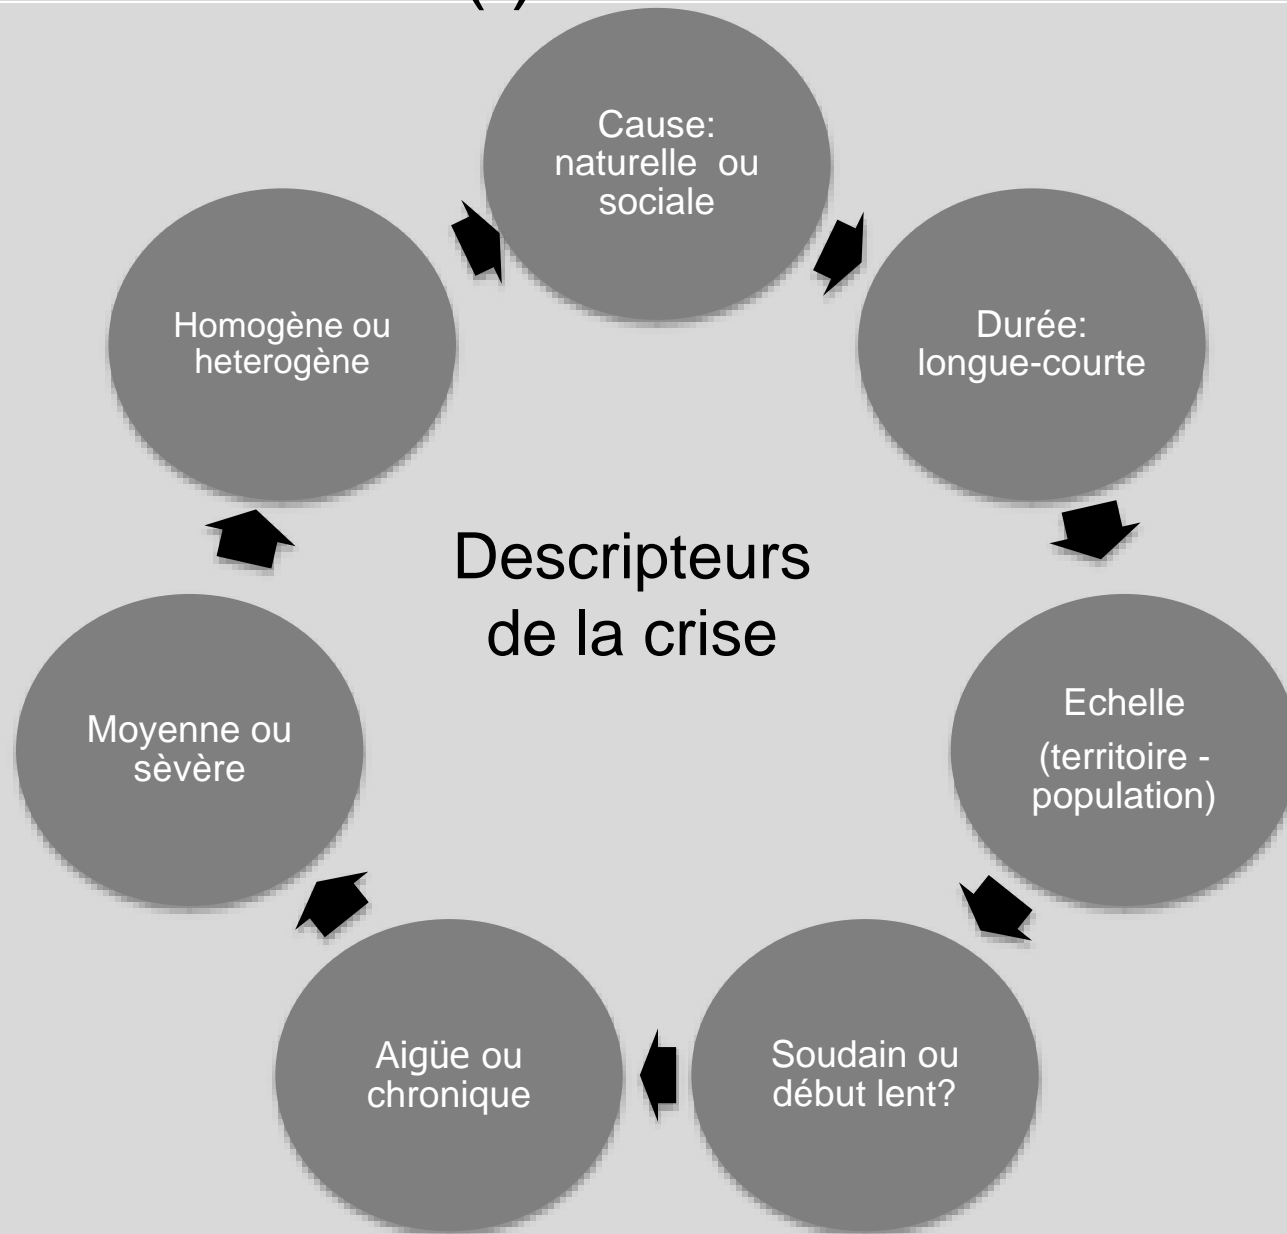 Cause:
naturelle ou
sociale
Durée:
longue-courte
Echelle
(territoire -
population)
Soudain ou
début lent?
Aigüe ou
chronique
Moyenne ou
sèvère
Homogène ou
heterogène
Descripteurs
de la crise